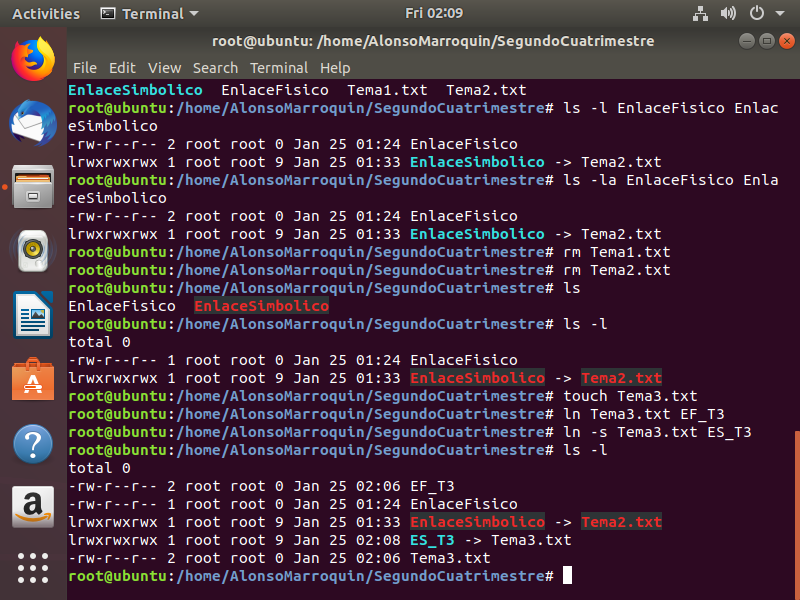 Activities Terminal Fri 02:09
root@ubuntu: /home/AlonsoMarroquin/SegundoCuatrimestre
File Edit View Search Terminal Help
EnlaceSimbolico EnlaceFisico Tema1.txt Tema2.txt
root@ubuntu:/home/AlonsoMarroquin/SegundoCuatrimestre# ls -l EnlaceFisico Enlac
eSimbolico
-rw-r--r-- 2 root root 0 Jan 25 01:24 EnlaceFisico
lrwxrwxrwx 1 root root 9 Jan 25 01:33 EnlaceSimbolico -> Tema2.txt
root@ubuntu:/home/AlonsoMarroquin/SegundoCuatrimestre# ls -la EnlaceFisico Enla
ceSimbolico
-rw-r--r-- 2 root root 0 Jan 25 01:24 EnlaceFisico
lrwxrwxrwx 1 root root 9 Jan 25 01:33 EnlaceSimbolico -> Tema2.txt
root@ubuntu:/home/AlonsoMarroquin/SegundoCuatrimestre# rm Tema1.txt
root@ubuntu:/home/AlonsoMarroquin/SegundoCuatrimestre# rm Tema2.txt
root@ubuntu:/home/AlonsoMarroquin/SegundoCuatrimestre# ls
EnlaceFisico EnlaceSimbolico
root@ubuntu:/home/AlonsoMarroquin/SegundoCuatrimestre# ls -l
total 0
-rw-r--r-- 1 root root 0 Jan 25 01:24 EnlaceFisico
lrwxrwxrwx 1 root root 9 Jan 25 01:33 EnlaceSimbolico -> Tema2.txt
root@ubuntu:/home/AlonsoMarroquin/SegundoCuatrimestre# touch Tema3.txt
root@ubuntu:/home/AlonsoMarroquin/SegundoCuatrimestre# ln Tema3.txt EF_T3
root@ubuntu:/home/AlonsoMarroquin/SegundoCuatrimestre# ln -s Tema3.txt ES_T3
root@ubuntu:/home/AlonsoMarroquin/SegundoCuatrimestre# ls -l
total 0
-rw-r--r-- 2 root root 0 Jan 25 02:06 EF_T3
-rw-r--r-- 1 root root 0 Jan 25 01:24 EnlaceFisico
lrwxrwxrwx 1 root root 9 Jan 25 01:33 EnlaceSimbolico -> Tema2.txt
lrwxrwxrwx 1 root root 9 Jan 25 02:08 ES_T3 -> Tema3.txt
-rw-r--r-- 2 root root 0 Jan 25 02:06 Tema3.txt
root@ubuntu:/home/AlonsoMarroquin/SegundoCuatrimestre#